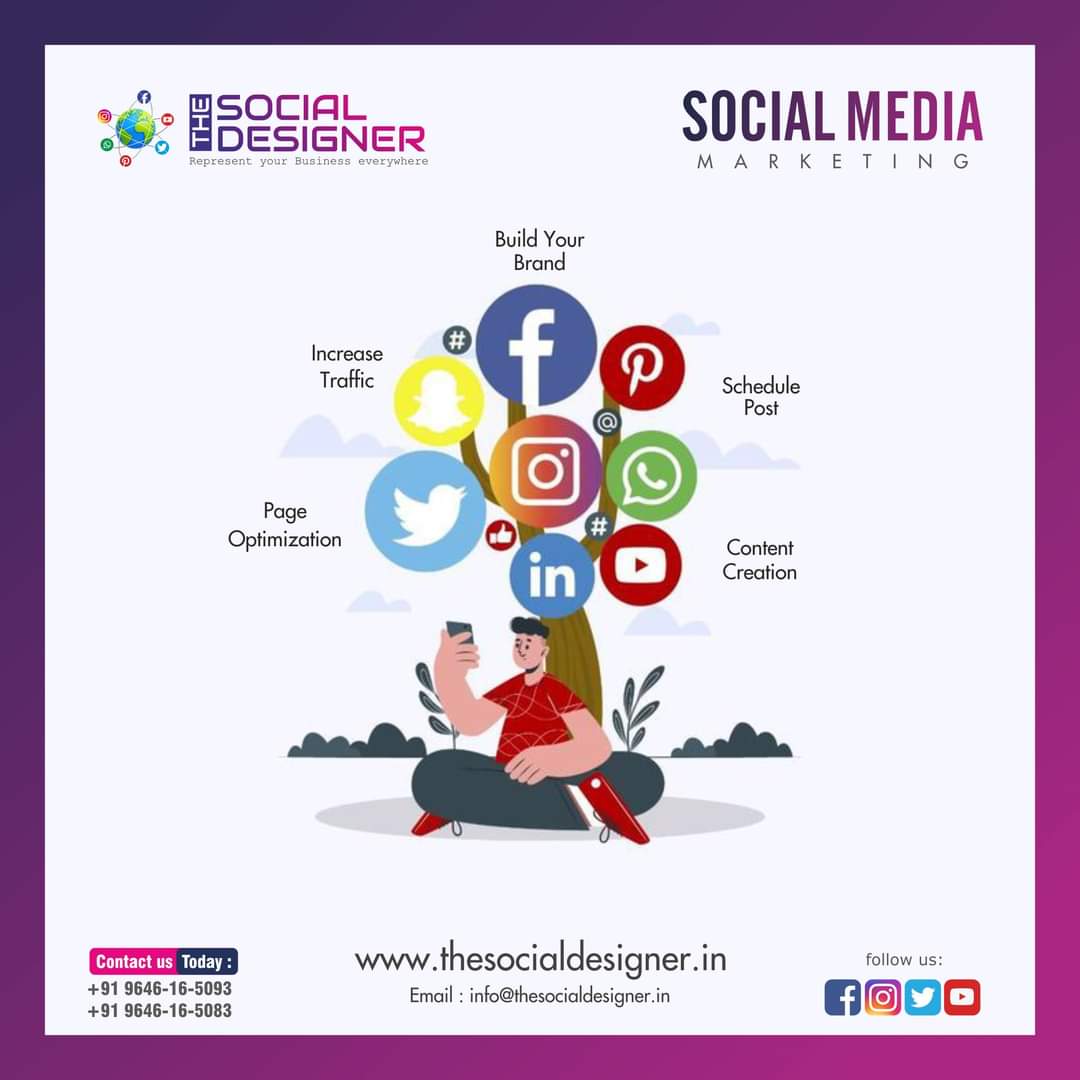 THE SOCIAL
DESIGNER
Represent your Business everywhere
SOCIAL MEDIA
MARKETING
Build Your
Brand
Increase
Traffic
Schedule
Post
Page
Optimization
Content
Creation
#
@
#
in
Contact us Today :
+91 9646-16-5093
+91 9646-16-5083
www.thesocialdesigner.in
Email : info@thesocialdesigner.in
follow us: